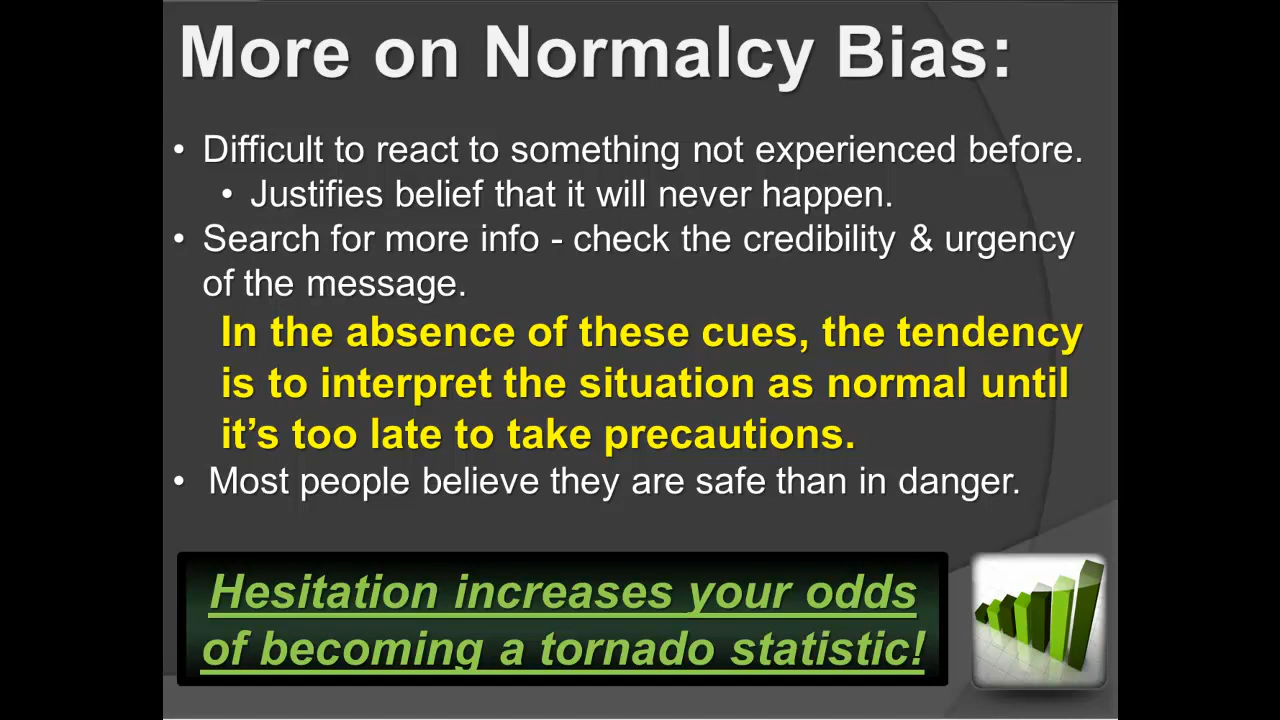 More on Normalcy Bias:
• Difficult to react to something not experienced before.
• Justifies belief that it will never happen.
• Search for more info - check the credibility & urgency
of the message.
In the absence of these cues, the tendency
is to interpret the situation as normal until
it’s too late to take precautions.
• Most people believe they are safe than in danger.
Hesitation increases your odds
of becoming a tornado statistic!